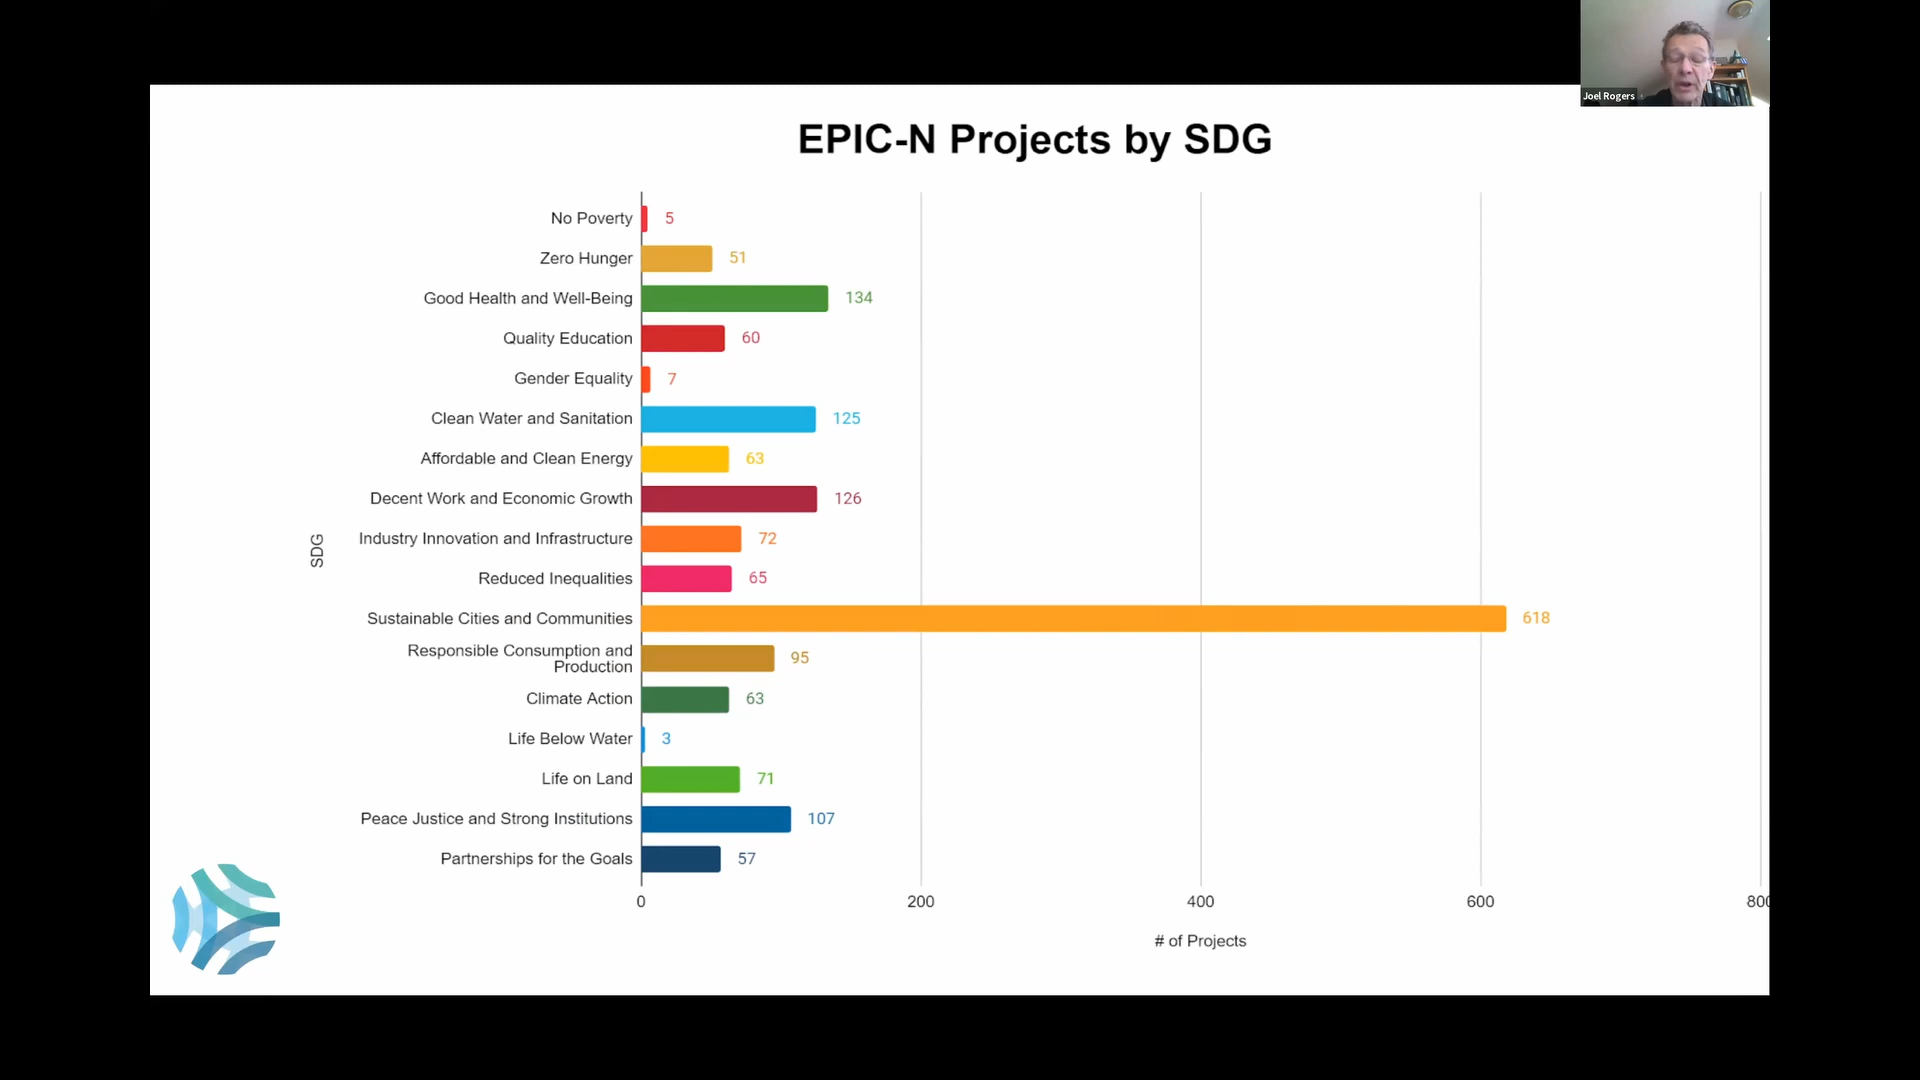 Joel Rogers
EPIC-N Projects by SDG
No Poverty 5
Zero Hunger 51
Good Health and Well-Being 134
Quality Education 60
Gender Equality 7
Clean Water and Sanitation 125
Affordable and Clean Energy 63
Decent Work and Economic Growth 126
Industry Innovation and Infrastructure 72
Reduced Inequalities 65
Sustainable Cities and Communities 618
Responsible Consumption and
Production 95
Climate Action 63
Life Below Water 3
Life on Land 71
Peace Justice and Strong Institutions 107
Partnerships for the Goals 57
SDG
0 200 400 600 800
# of Projects